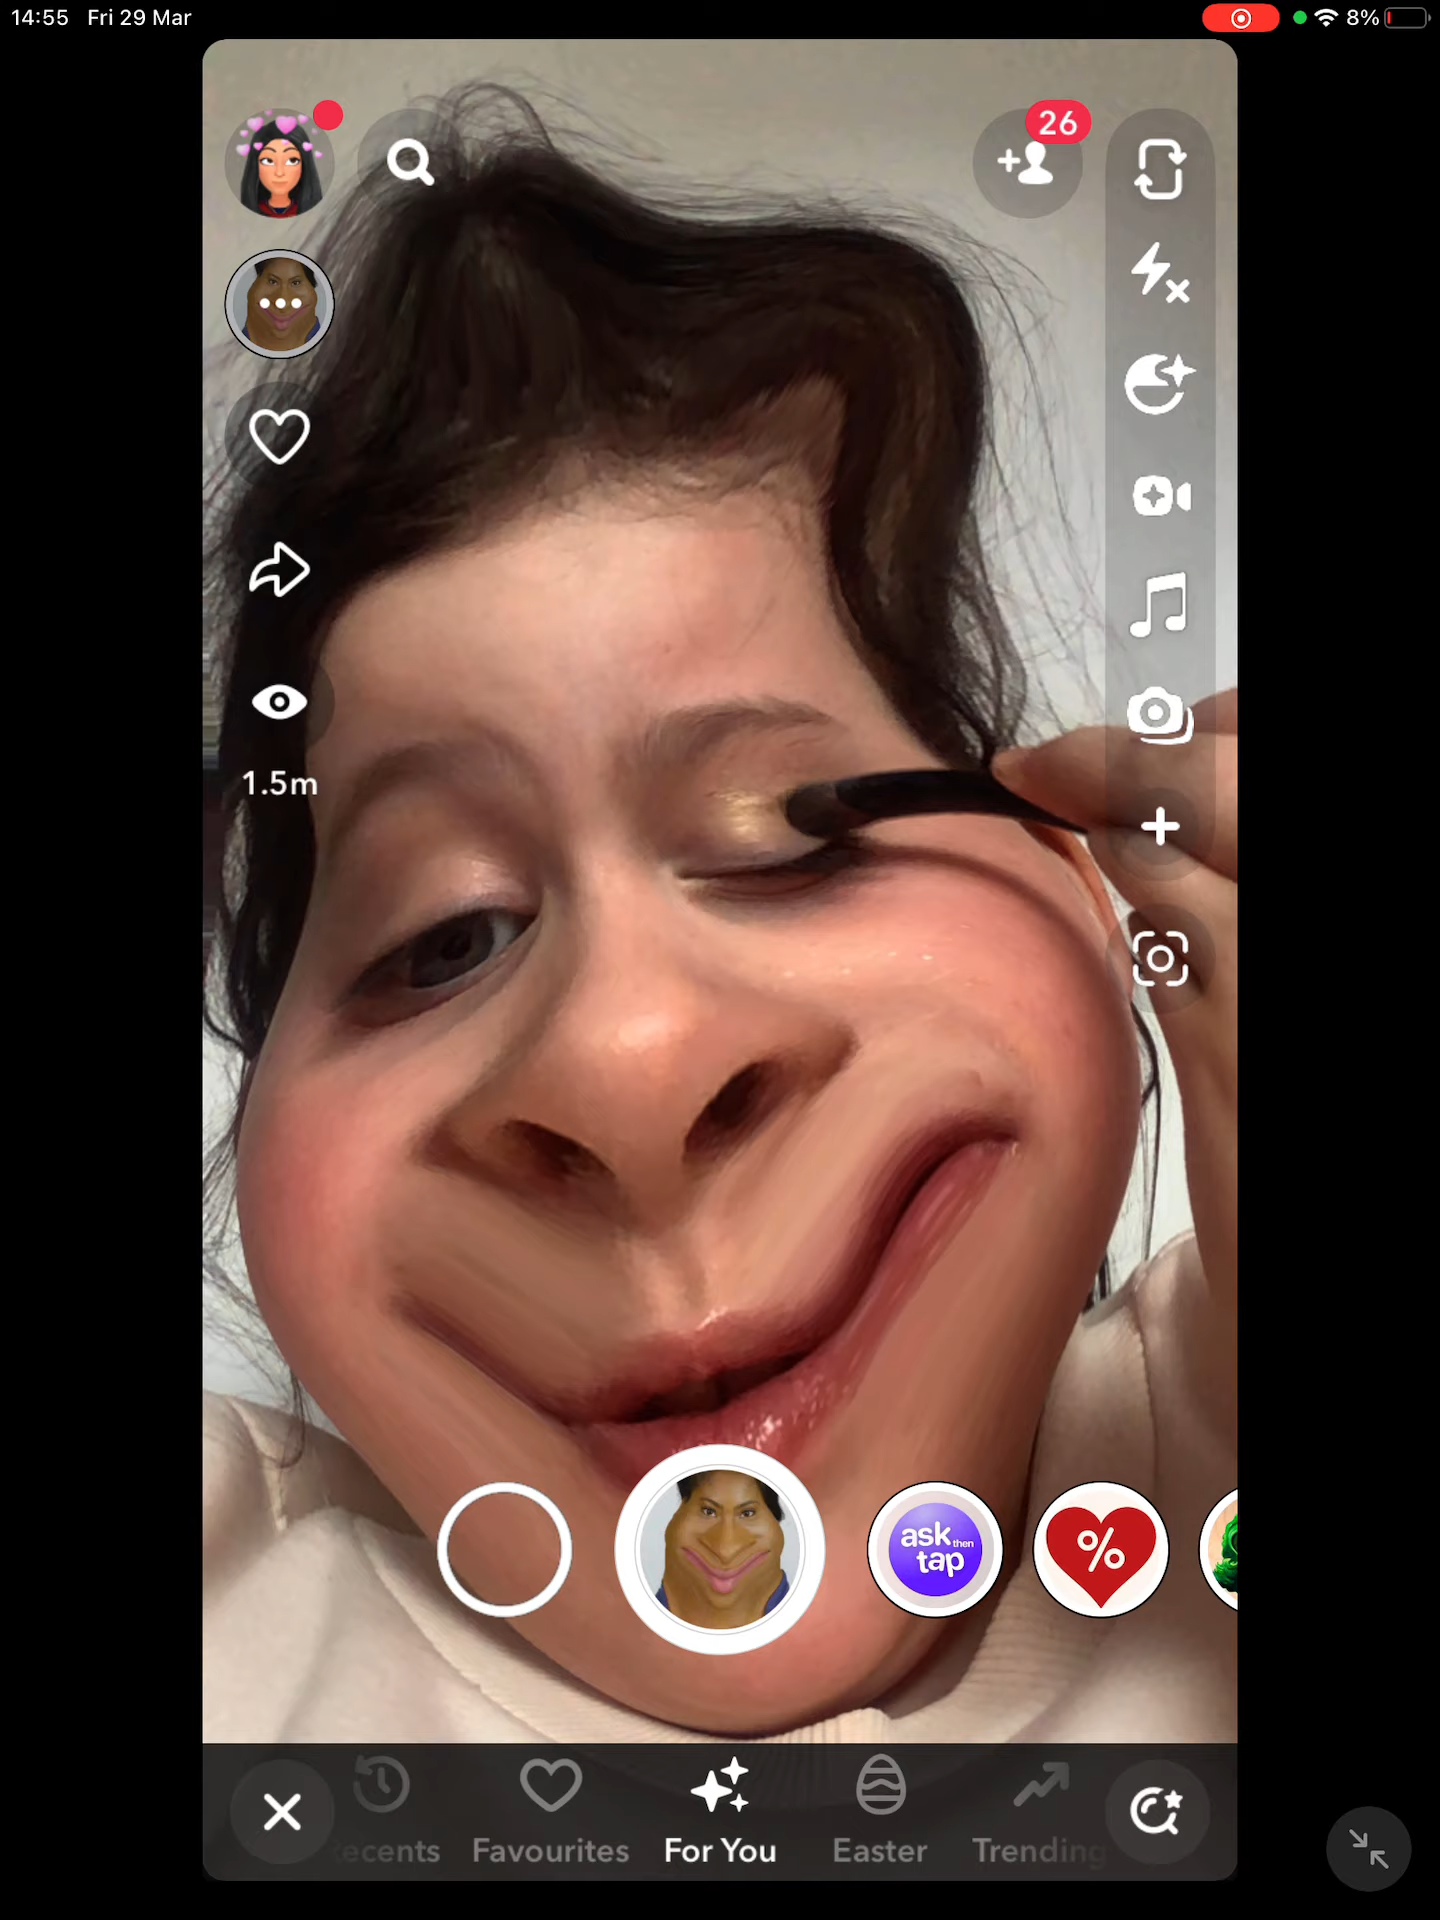 14:55 Fri 29 Mar
8%
26
1.5m
ask then
tap
%
ecents Favourites For You Easter Trending